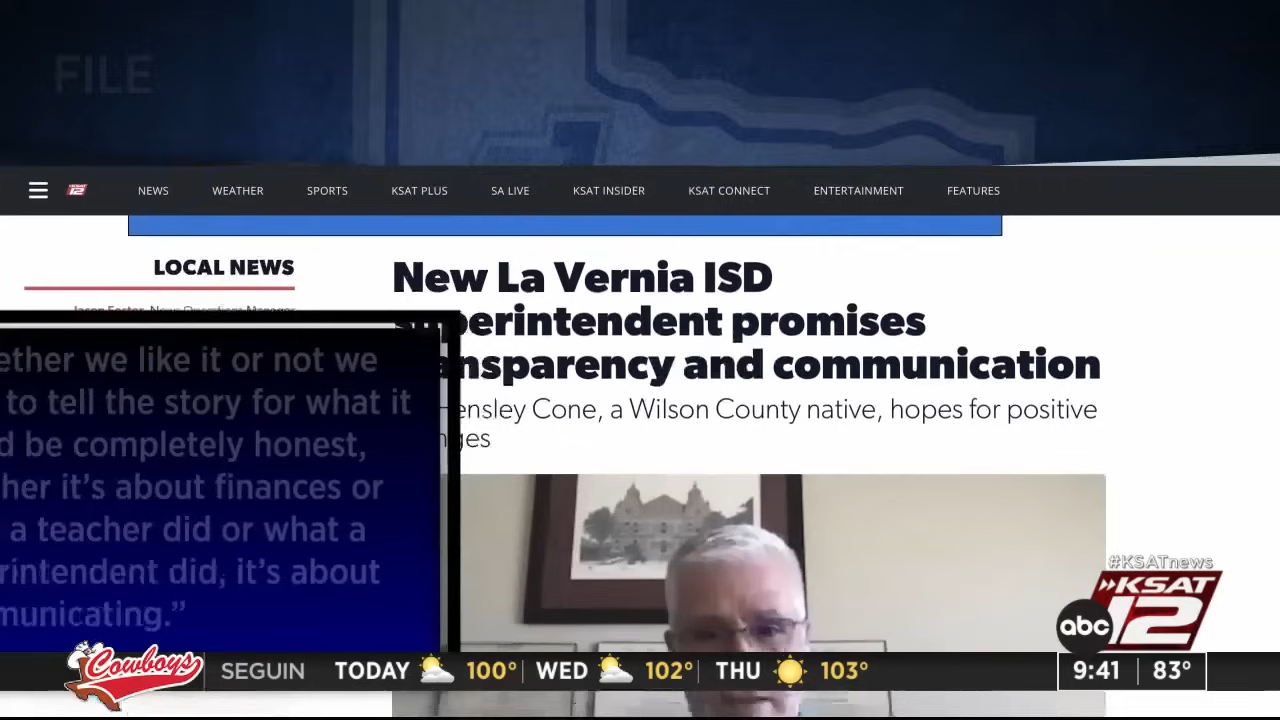 FILE
NEWS WEATHER SPORTS KSAT PLUS SA LIVE KSAT INSIDER KSAT CONNECT ENTERTAINMENT FEATURES
LOCAL NEWS
New La Vernia ISD
superintendent promises
transparency and communication
ensley Cone, a Wilson County native, hopes for positive
nges
ether we like it or not we
to tell the story for what it
d be completely honest,
her it's about finances or
a teacher did or what a
rintendent did, it's about
municating.”
#KSATnews
KSAT
12
abc
Cowboys
SEGUIN TODAY 100° WED 102° THU 103°
9:41 83°